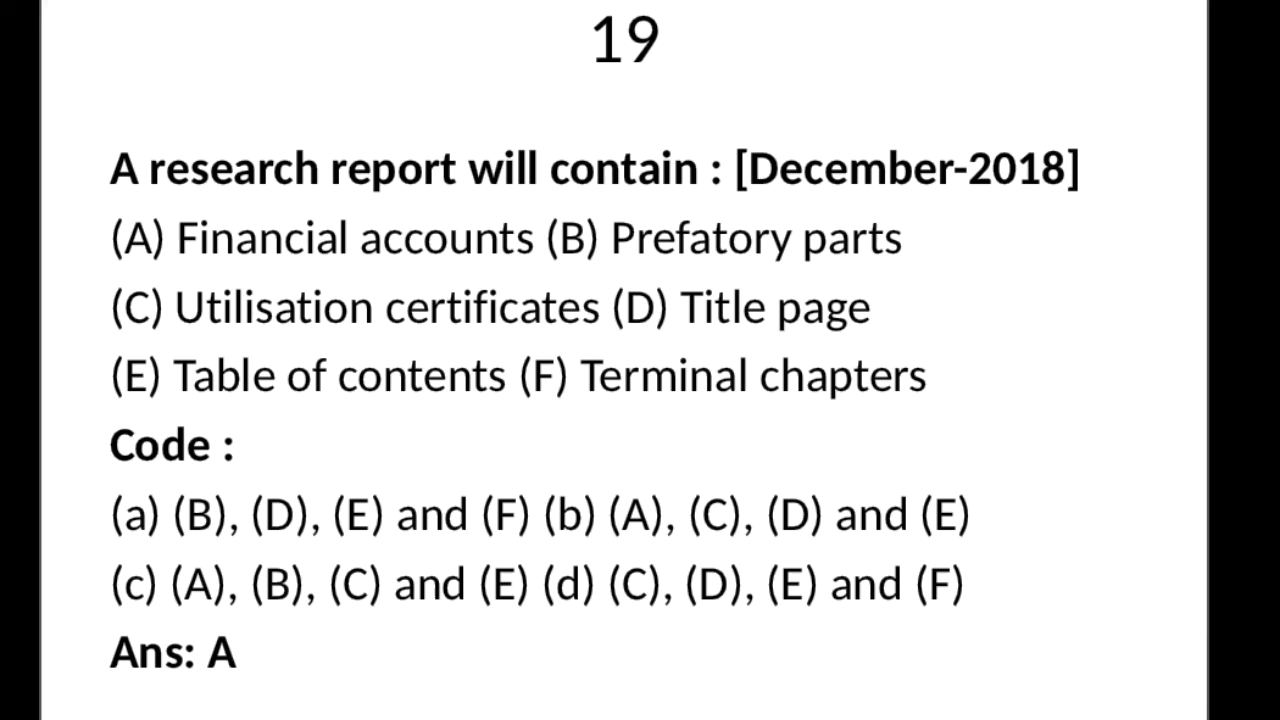 19
A research report will contain : [December-2018]
(A) Financial accounts (B) Prefatory parts
(C) Utilisation certificates (D) Title page
(E) Table of contents (F) Terminal chapters
Code :
(a) (B), (D), (E) and (F) (b) (A), (C), (D) and (E)
(c) (A), (B), (C) and (E) (d) (C), (D), (E) and (F)
Ans: A